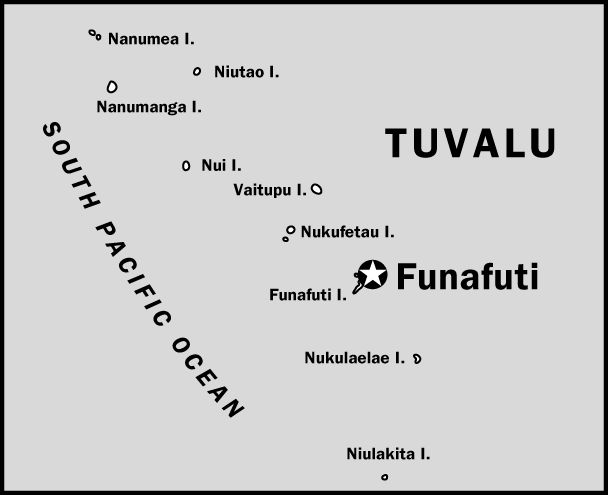 Nanumea I.
Niutao I.
Nanumanga I.
SOUTH PACIFIC OCEAN
TUVALU
Nui I.
Vaitupu I.
Nukufetau I.
Funafuti
Funafuti I.
Nukulaelae I.
Niulakita I.